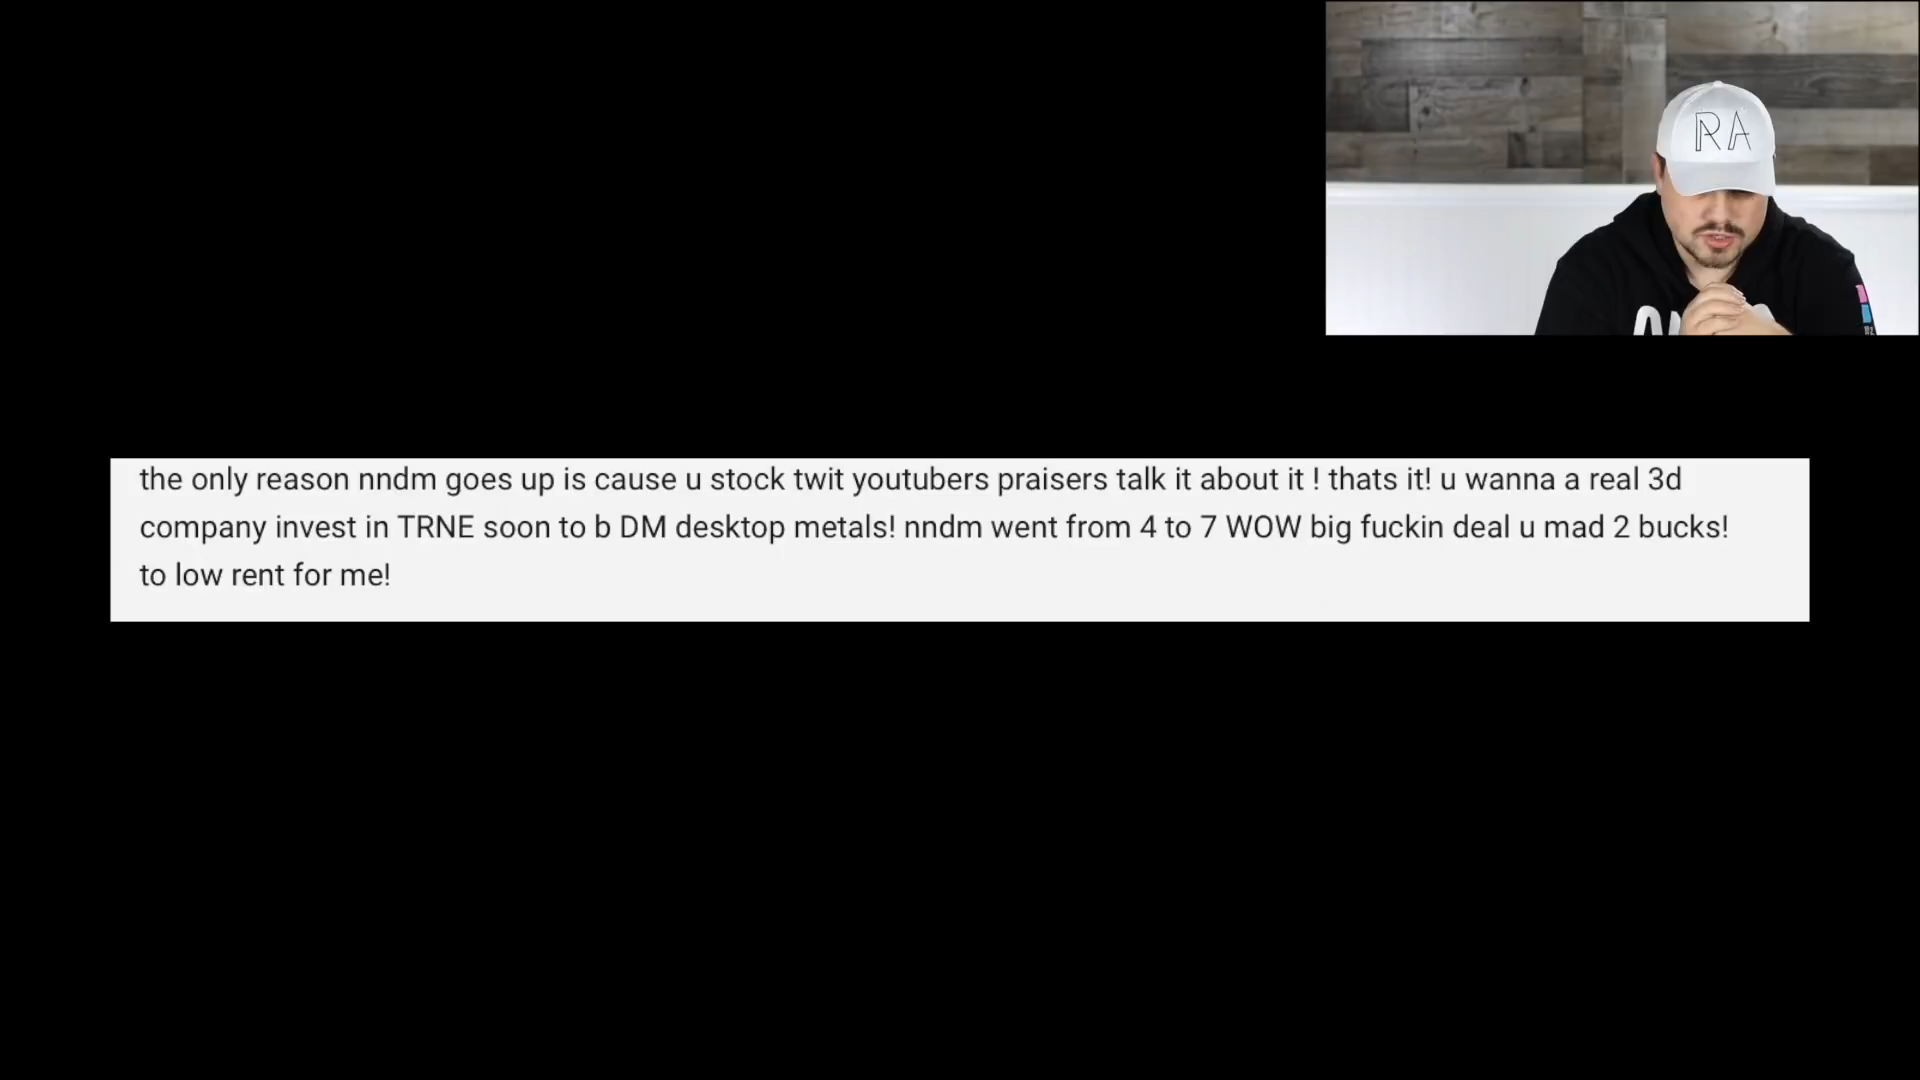 RA
the only reason nndm goes up is cause u stock twit youtubers praisers talk it about it ! thats it! u wanna a real 3d
company invest in TRNE soon to b DM desktop metals! nndm went from 4 to 7 WOW big fuckin deal u mad 2 bucks!
to low rent for me!